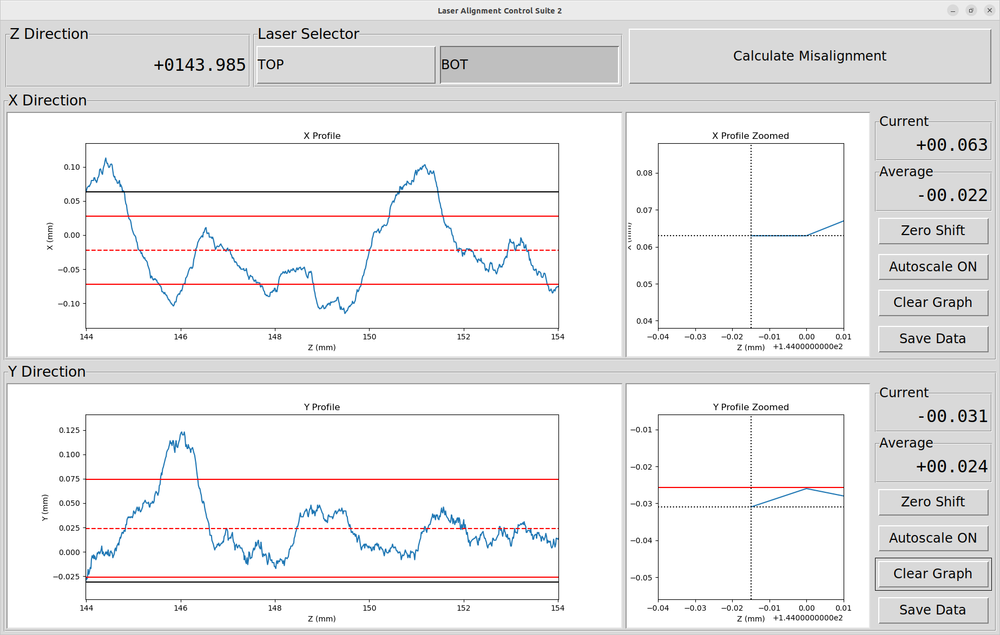 Laser Alignment Control Suite 2
Z Direction
+0143.985
Laser Selector
TOP
BOT
Calculate Misalignment
X Direction
X Profile
0.10
0.05
0.00
−0.05
−0.10
X (mm)
144 146 148 150 152 154
Z (mm)
X Profile Zoomed
0.08
0.07
0.06
0.05
0.04
X (mm)
−0.04 −0.03 −0.02 −0.01 0.00 0.01
Z (mm) +1.4400000000e2
Current
+00.063
Average
-00.022
Zero Shift
Autoscale ON
Clear Graph
Save Data
Y Direction
Y Profile
0.125
0.100
0.075
0.050
0.025
0.000
−0.025
Y (mm)
144 146 148 150 152 154
Z (mm)
Y Profile Zoomed
−0.01
−0.02
−0.03
−0.04
−0.05
−0.04 −0.03 −0.02 −0.01 0.00 0.01
Z (mm) +1.4400000000e2
Current
-00.031
Average
+00.024
Zero Shift
Autoscale ON
Clear Graph
Save Data